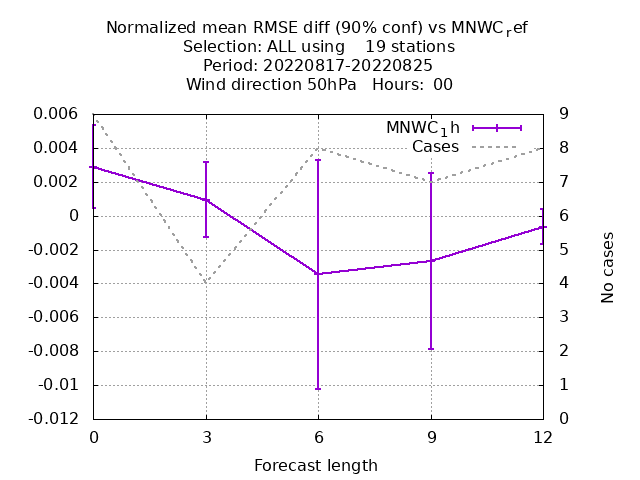 Normalized mean RMSE diff (90% conf) vs MNWC_ref
Selection: ALL using    19 stations
Period: 20220817-20220825
Wind direction 50hPa   Hours:  00
MNWC_1h
Cases
0.006
0.004
0.002
0
-0.002
-0.004
-0.006
-0.008
-0.01
-0.012
9
8
7
6
5
4
3
2
1
0
No cases
0 3 6 9 12
Forecast length